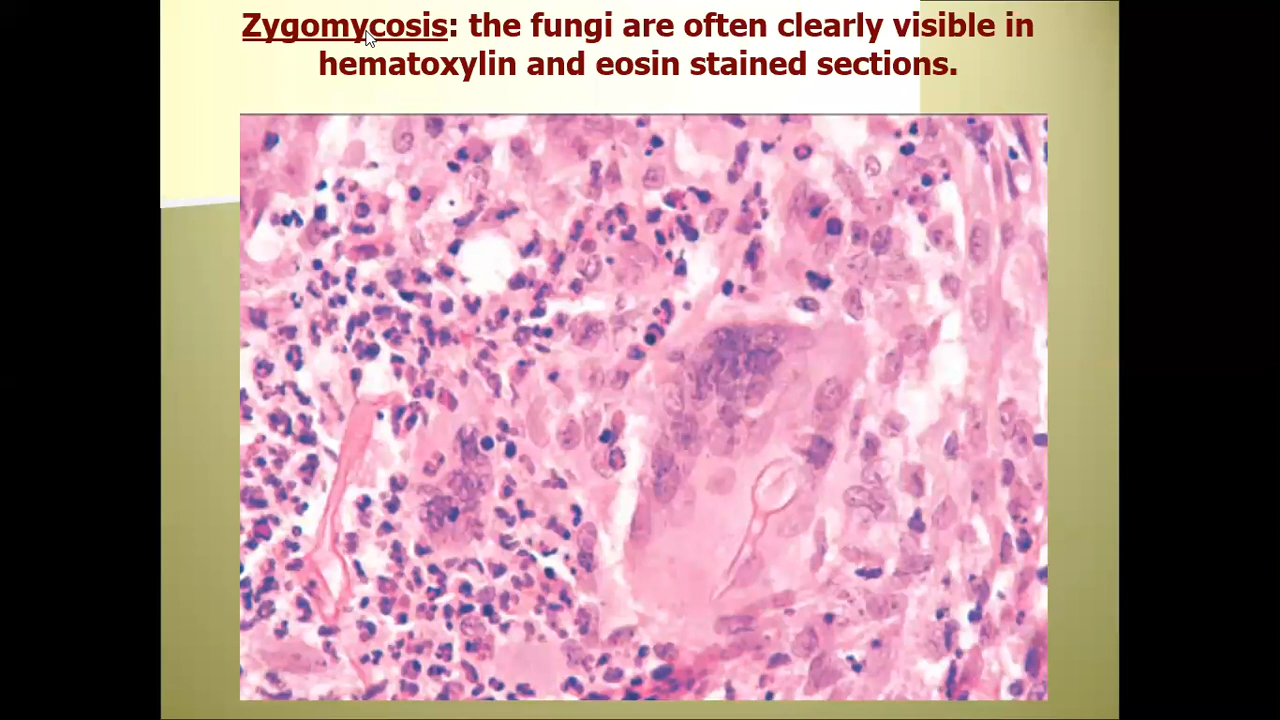 Zygomycosis: the fungi are often clearly visible in
hematoxylin and eosin stained sections.